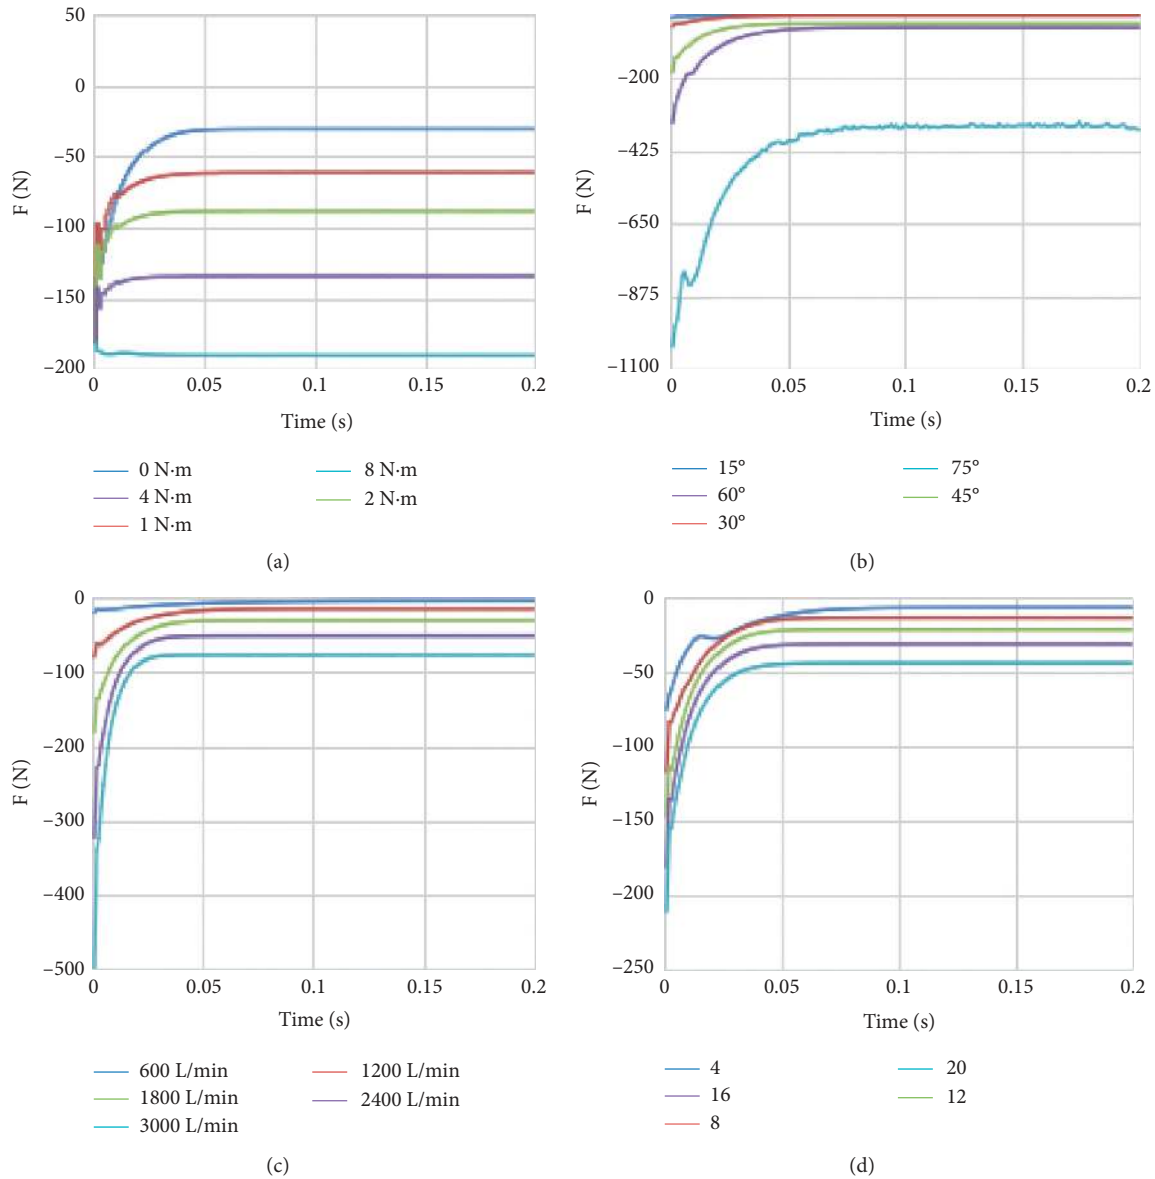 50
0
−50
−100
−150
−200
F (N)
0 0.05 0.1 0.15 0.2
Time (s)
0 N·m 8 N·m
4 N·m 2 N·m
1 N·m
(a)
−200
−425
−650
−875
−1100
F (N)
0 0.05 0.1 0.15 0.2
Time (s)
15° 75°
60° 45°
30°
(b)
0
−100
−200
−300
−400
−500
F (N)
0 0.05 0.1 0.15 0.2
Time (s)
600 L/min 1200 L/min
1800 L/min 2400 L/min
3000 L/min
(c)
0
−50
−100
−150
−200
−250
F (N)
0 0.05 0.1 0.15 0.2
Time (s)
4 20
16 12
8
(d)